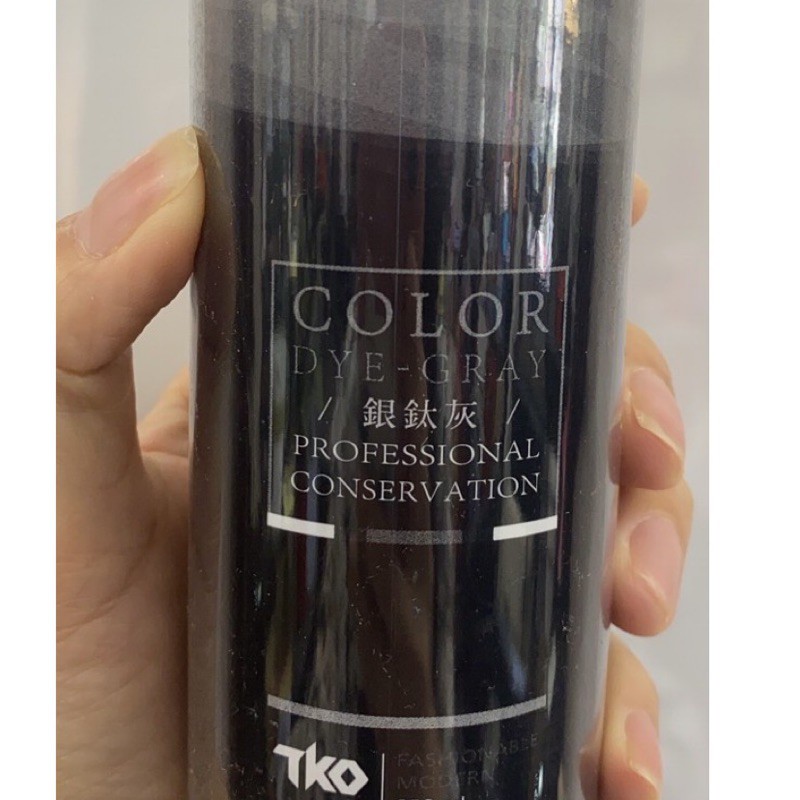 COLOR
DYE-GRAY
/ 銀鈦灰 /
PROFESSIONAL
CONSERVATION
TKO
FASHIONABLE
MODERN